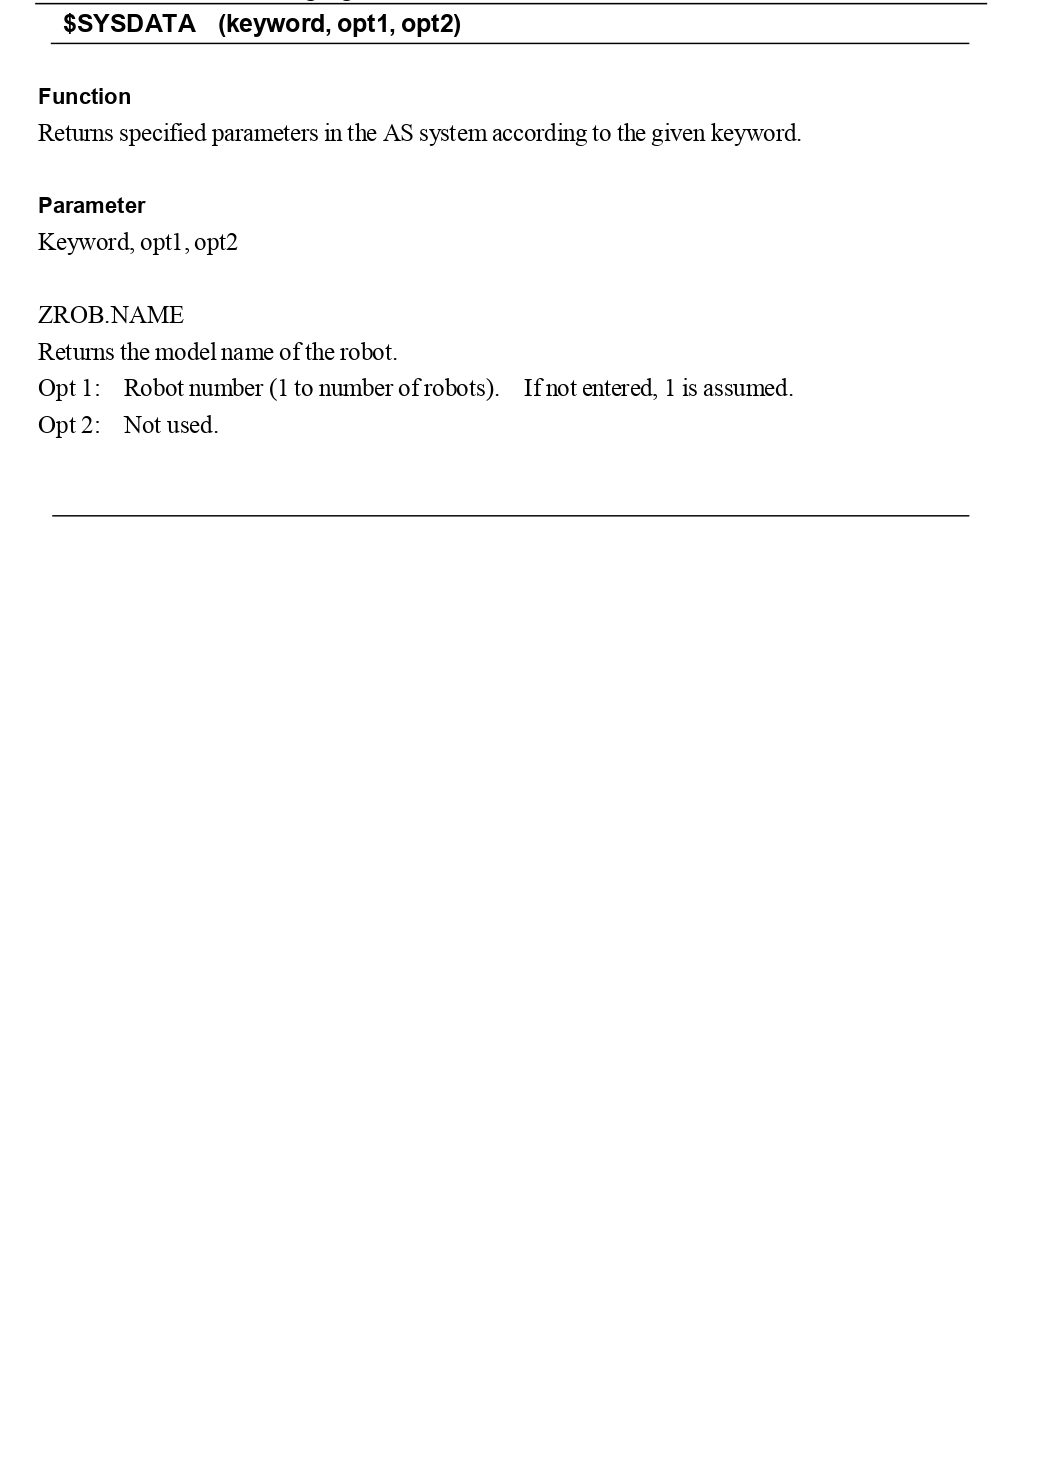 $SYSDATA (keyword, opt1, opt2)
Function
Returns specified parameters in the AS system according to the given keyword.
Parameter
Keyword, opt1, opt2
ZROB.NAME
Returns the model name of the robot.
Opt 1: Robot number (1 to number of robots). If not entered, 1 is assumed.
Opt 2: Not used.